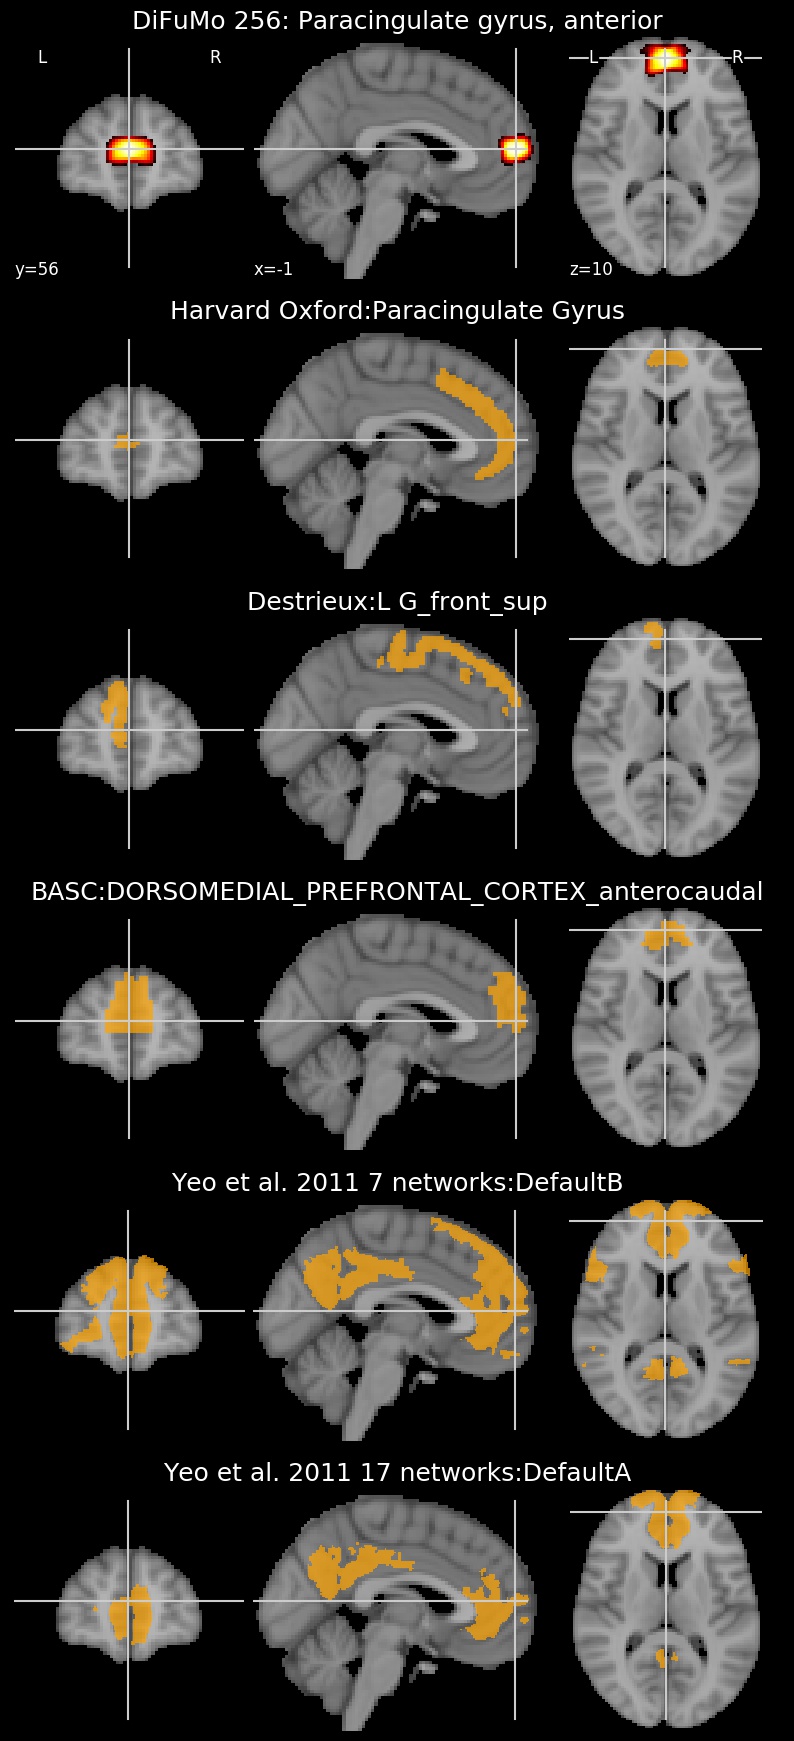 DiFuMo 256: Paracingulate gyrus, anterior
L R L R
y=56 x=-1 z=10
Harvard Oxford:Paracingulate Gyrus
Destrieux:L G_front_sup
BASC:DORSOMEDIAL_PREFRONTAL_CORTEX_anterocaudal
Yeo et al. 2011 7 networks:DefaultB
Yeo et al. 2011 17 networks:DefaultA